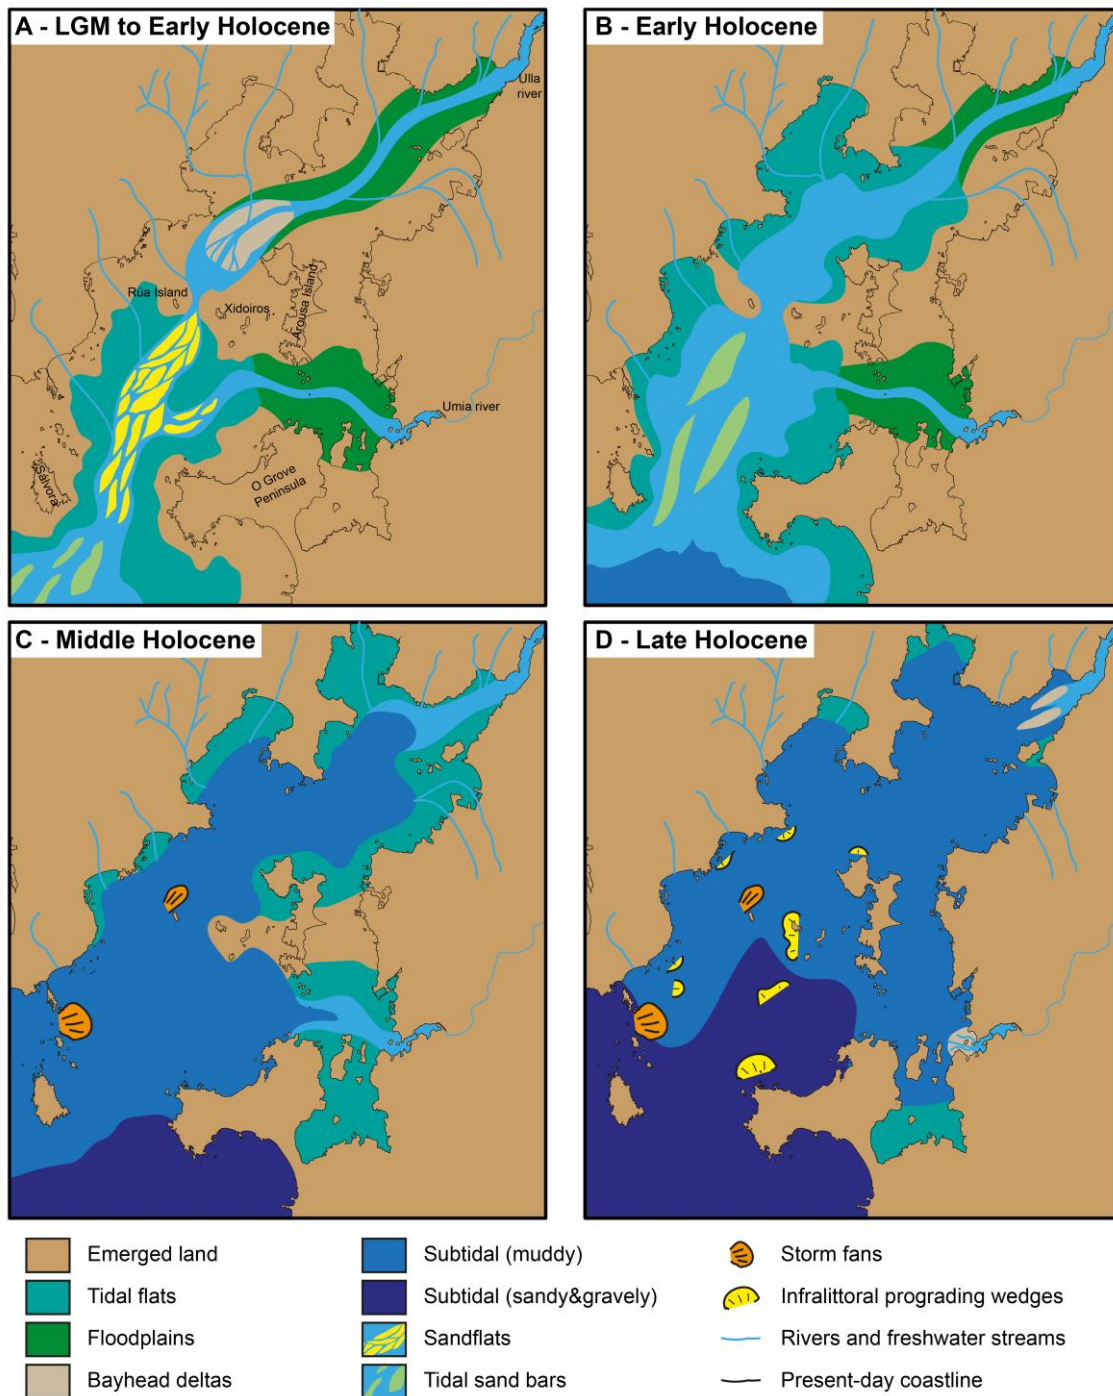 A - LGM to Early Holocene
Ulla
river
Rúa Island
Xidoiros
Arousa Island
Umia river
Sálvora
O Grove
Peninsula
B - Early Holocene
C - Middle Holocene
D - Late Holocene
Emerged land
Tidal flats
Floodplains
Bayhead deltas
Subtidal (muddy)
Subtidal (sandy&gravely)
Sandflats
Tidal sand bars
Storm fans
Infralittoral prograding wedges
Rivers and freshwater streams
Present-day coastline